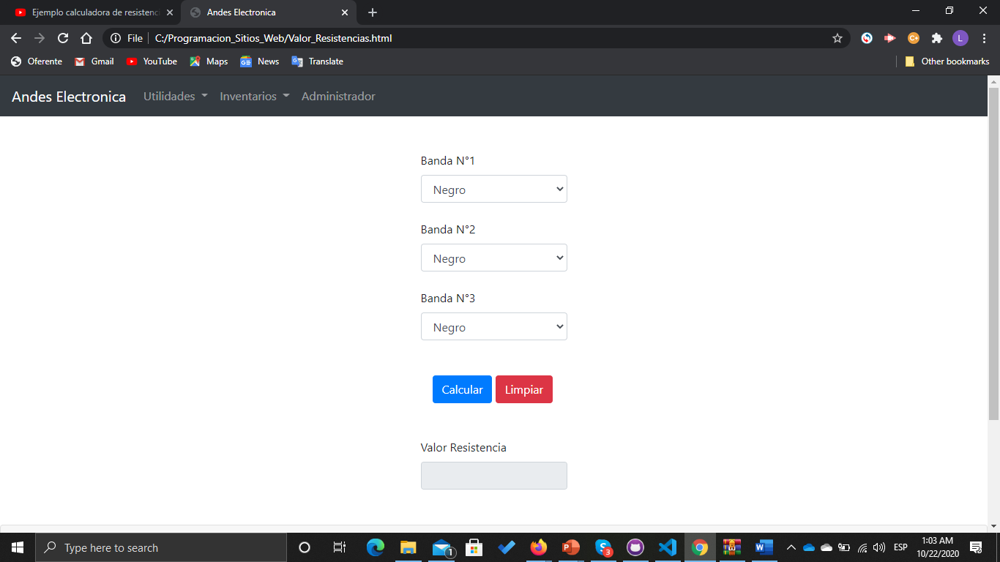 Ejemplo calculadora de resistenci
Andes Electronica
File
C:/Programacion_Sitios_Web/Valor_Resistencias.html
L
Oferente Gmail YouTube Maps News Translate Other bookmarks
Andes Electronica Utilidades Inventarios Administrador
Banda N°1
Negro
Banda N°2
Negro
Banda N°3
Negro
Calcular Limpiar
Valor Resistencia
Type here to search
1
3
ESP
1:03 AM
10/22/2020